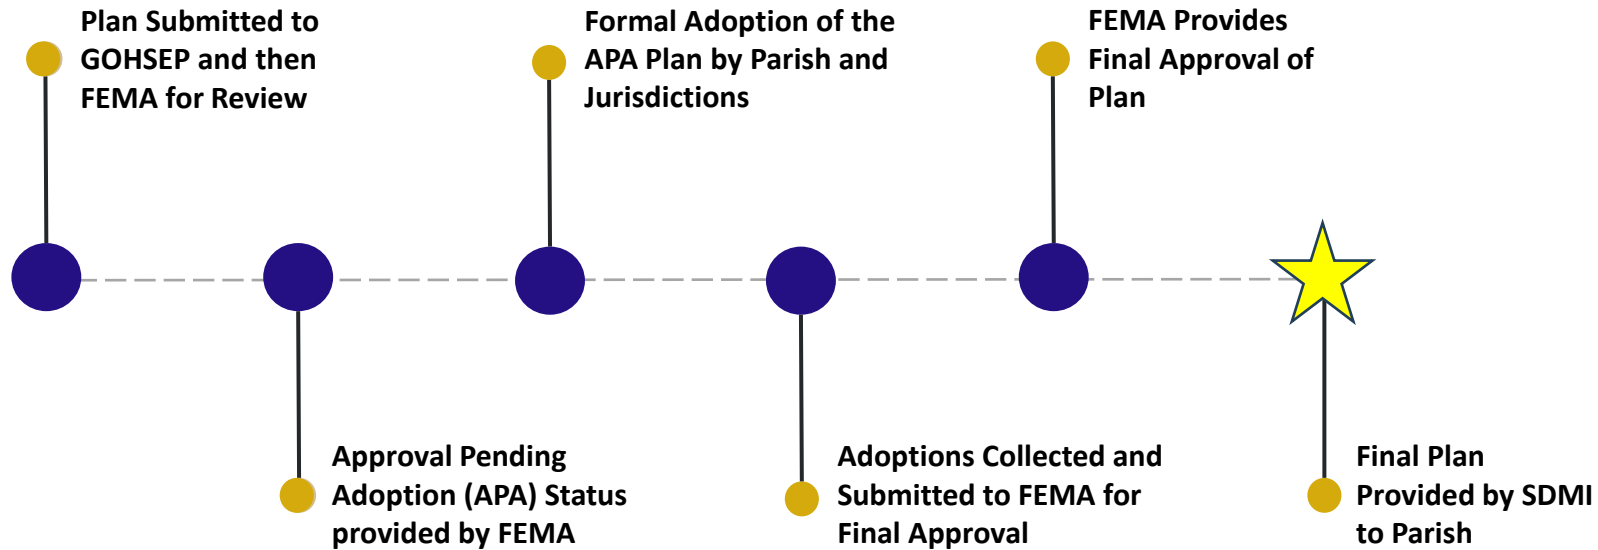 Plan Submitted to
GOHSEP and then
FEMA for Review
Formal Adoption of the
APA Plan by Parish and
Jurisdictions
FEMA Provides
Final Approval of
Plan
Approval Pending
Adoption (APA) Status
provided by FEMA
Adoptions Collected and
Submitted to FEMA for
Final Approval
Final Plan
Provided by SDMI
to Parish